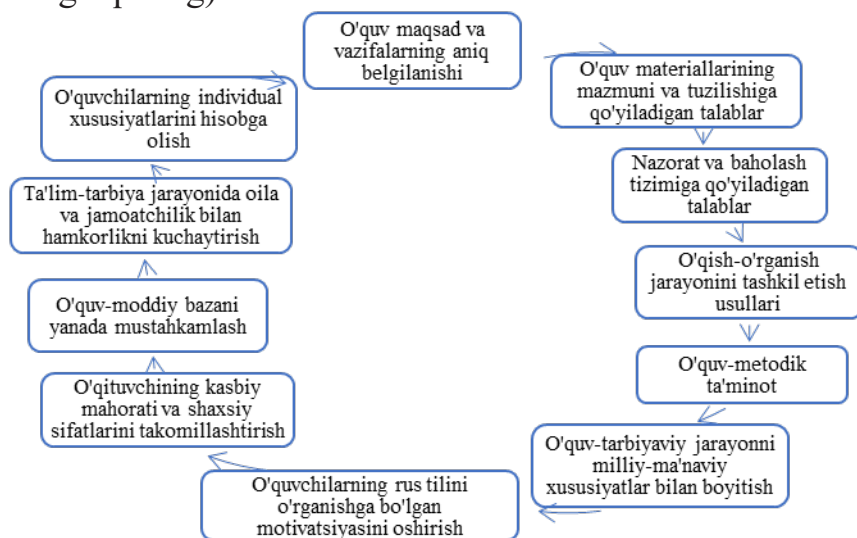 O'quv maqsad va
vazifalarning aniq
belgilanishi
O'quv materiallarining
mazmuni va tuzilishiga
qo'yiladigan talablar
Nazorat va baholash
tizimiga qo'yiladigan
talablar
O'qish-o'rganish
jarayonini tashkil etish
usullari
O'quv-metodik
ta'minot
O'quv-tarbiyaviy jarayonni
milliy-ma'naviy
xususiyatlar bilan boyitish
O'quvchilarning rus tilini
o'rganishga bo'lgan
motivatsiyasini oshirish
O'qituvchining kasbiy
mahorati va shaxsiy
sifatlarini takomillashtirish
O'quv-moddiy bazani
yanada mustahkamlash
Ta'lim-tarbiya jarayonida oila
va jamoatchilik bilan
hamkorlikni kuchaytirish
O'quvchilarning individual
xususiyatlarini hisobga
olish